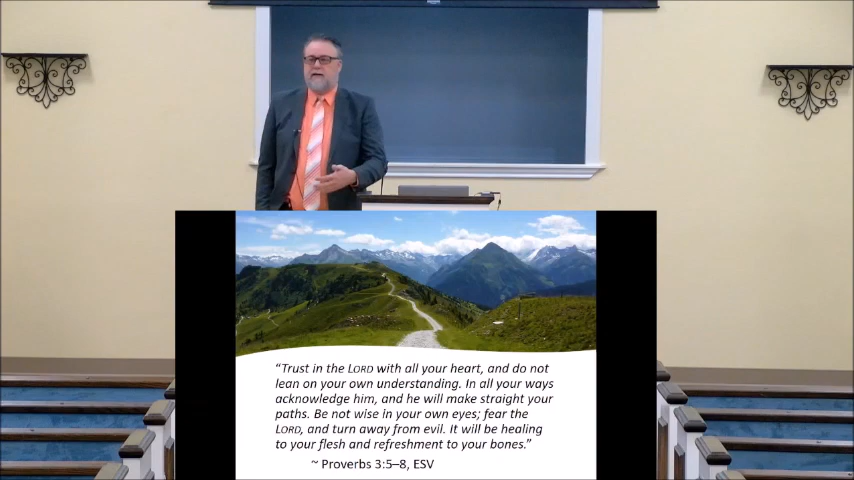 “Trust in the LORD with all your heart, and do not
lean on your own understanding. In all your ways
acknowledge him, and he will make straight your
paths. Be not wise in your own eyes; fear the
LORD, and turn away from evil. It will be healing
to your flesh and refreshment to your bones.”
~ Proverbs 3:5–8, ESV